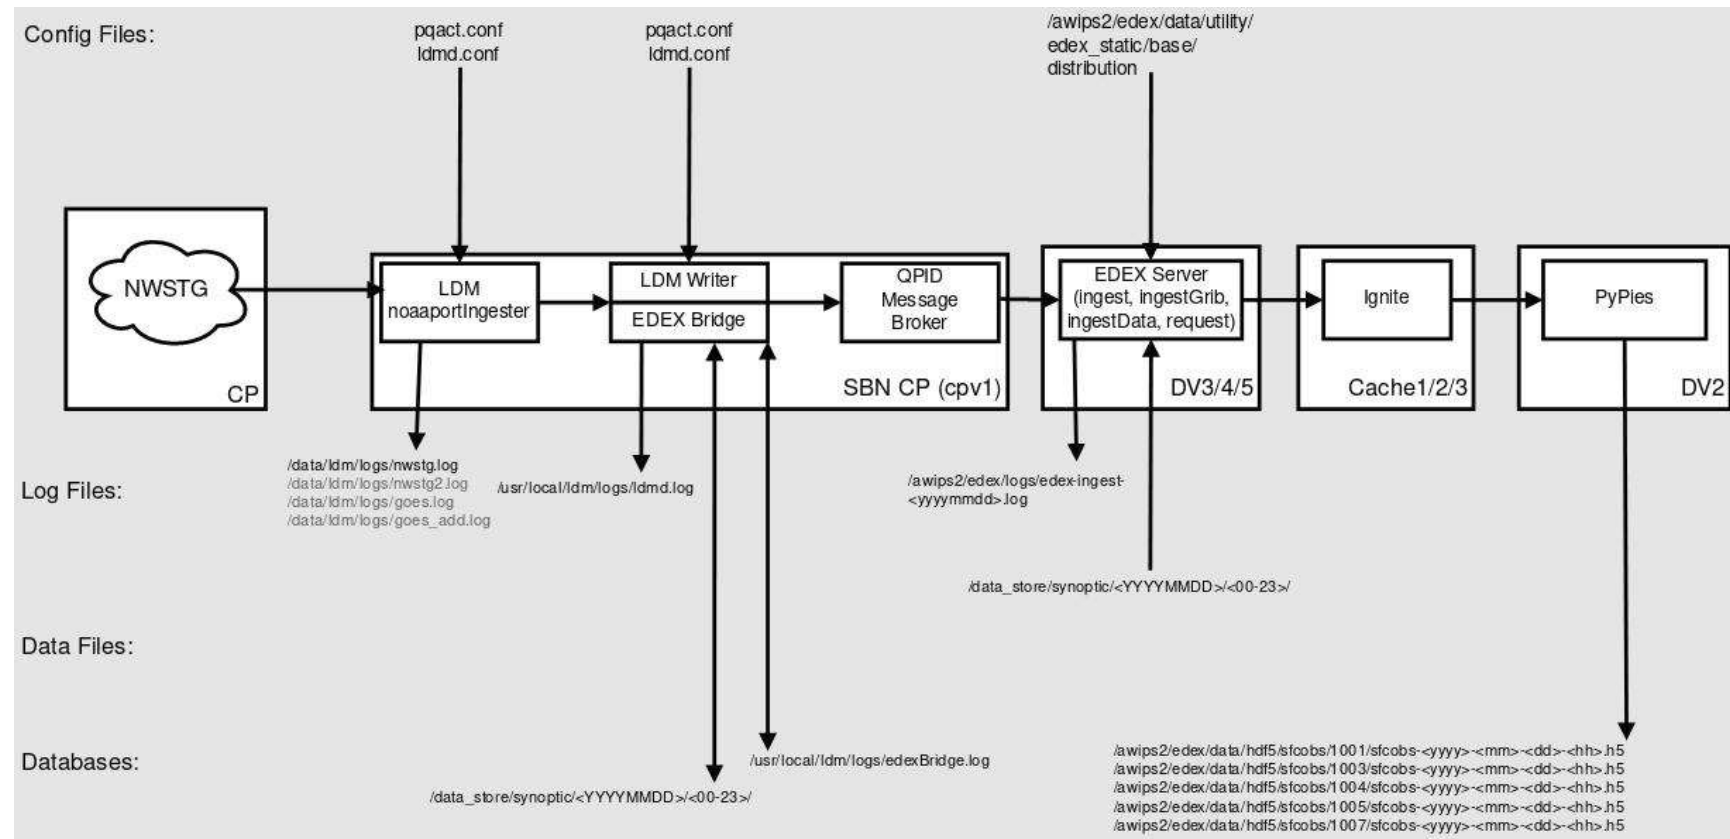 Config Files:
pqact.conf
ldmd.conf
pqact.conf
ldmd.conf
/awips2/edex/data/utility/
edex_static/base/
distribution
NWSTG
CP
LDM
noaaportIngester
LDM Writer
EDEX Bridge
QPID
Message
Broker
SBN CP (cpv1)
EDEX Server
(ingest, ingestGrib,
ingestData, request)
DV3/4/5
Ignite
Cache1/2/3
PyPies
DV2
Log Files:
/data/ldm/logs/nwstg.log
/data/ldm/logs/nwstg2.log
/data/ldm/logs/goes.log
/data/ldm/logs/goes_add.log
/usr/local/ldm/logs/ldmd.log
/awips2/edex/logs/edex-ingest-
<yyyymmdd>.log
/data_store/synoptic/<YYYYMMDD>/<00-23>/
Data Files:
Databases:
/usr/local/ldm/logs/edexBridge.log
/data_store/synoptic/<YYYYMMDD>/<00-23>/
/awips2/edex/data/hdf5/sfcobs/1001/sfcobs-<yyyy>-<mm>-<dd>-<hh>.h5
/awips2/edex/data/hdf5/sfcobs/1003/sfcobs-<yyyy>-<mm>-<dd>-<hh>.h5
/awips2/edex/data/hdf5/sfcobs/1004/sfcobs-<yyyy>-<mm>-<dd>-<hh>.h5
/awips2/edex/data/hdf5/sfcobs/1005/sfcobs-<yyyy>-<mm>-<dd>-<hh>.h5
/awips2/edex/data/hdf5/sfcobs/1007/sfcobs-<yyyy>-<mm>-<dd>-<hh>.h5